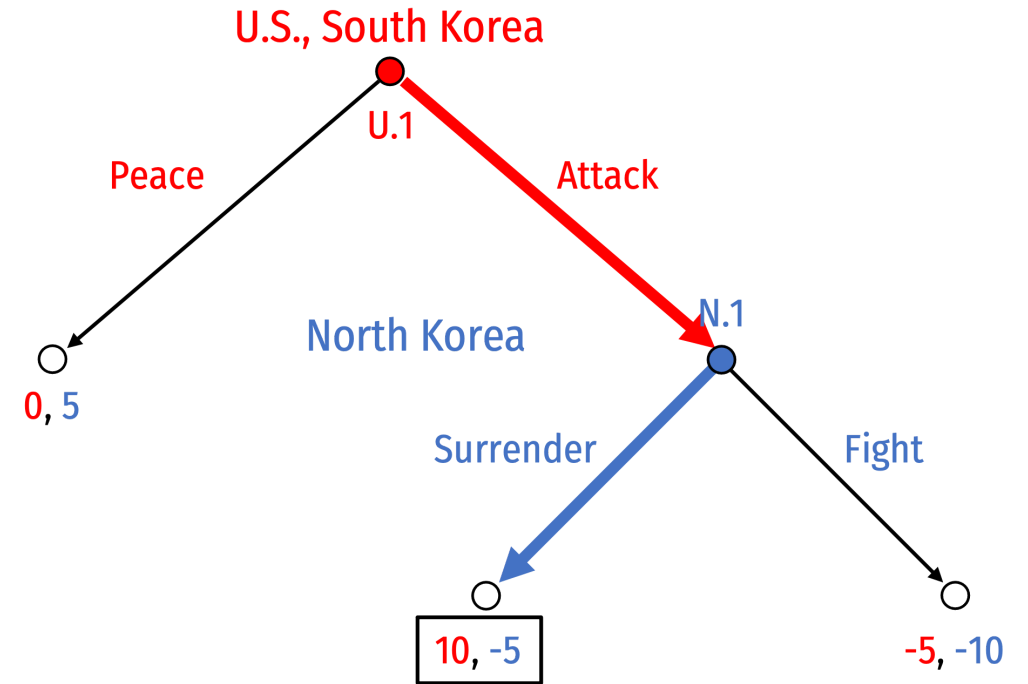 U.S., South Korea
U.1
Peace
Attack
N.1
North Korea
0, 5
Surrender
Fight
10, -5
-5, -10